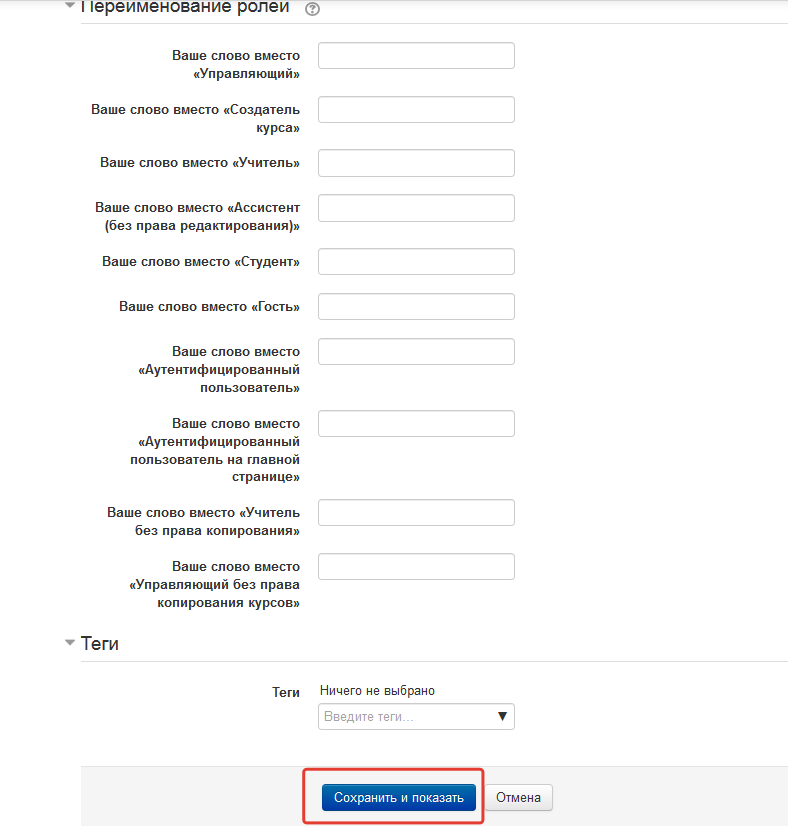 Переименование ролей
Ваше слово вместо
«Управляющий»
Ваше слово вместо «Создатель
курса»
Ваше слово вместо «Учитель»
Ваше слово вместо «Ассистент
(без права редактирования)»
Ваше слово вместо «Студент»
Ваше слово вместо «Гость»
Ваше слово вместо
«Аутентифицированный
пользователь»
Ваше слово вместо
«Аутентифицированный
пользователь на главной
странице»
Ваше слово вместо «Учитель
без права копирования»
Ваше слово вместо
«Управляющий без права
копирования курсов»
Теги
Теги Ничего не выбрано
Введите теги...
Сохранить и показать Отмена